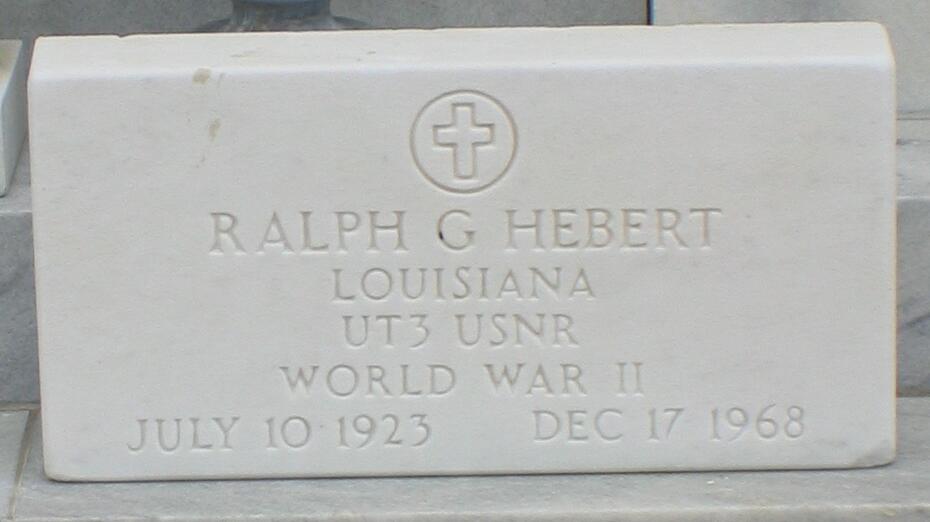 RALPH G HEBERT
LOUISIANA
UT3 USNR
WORLD WAR II
JULY 10 1923 DEC 17 1968